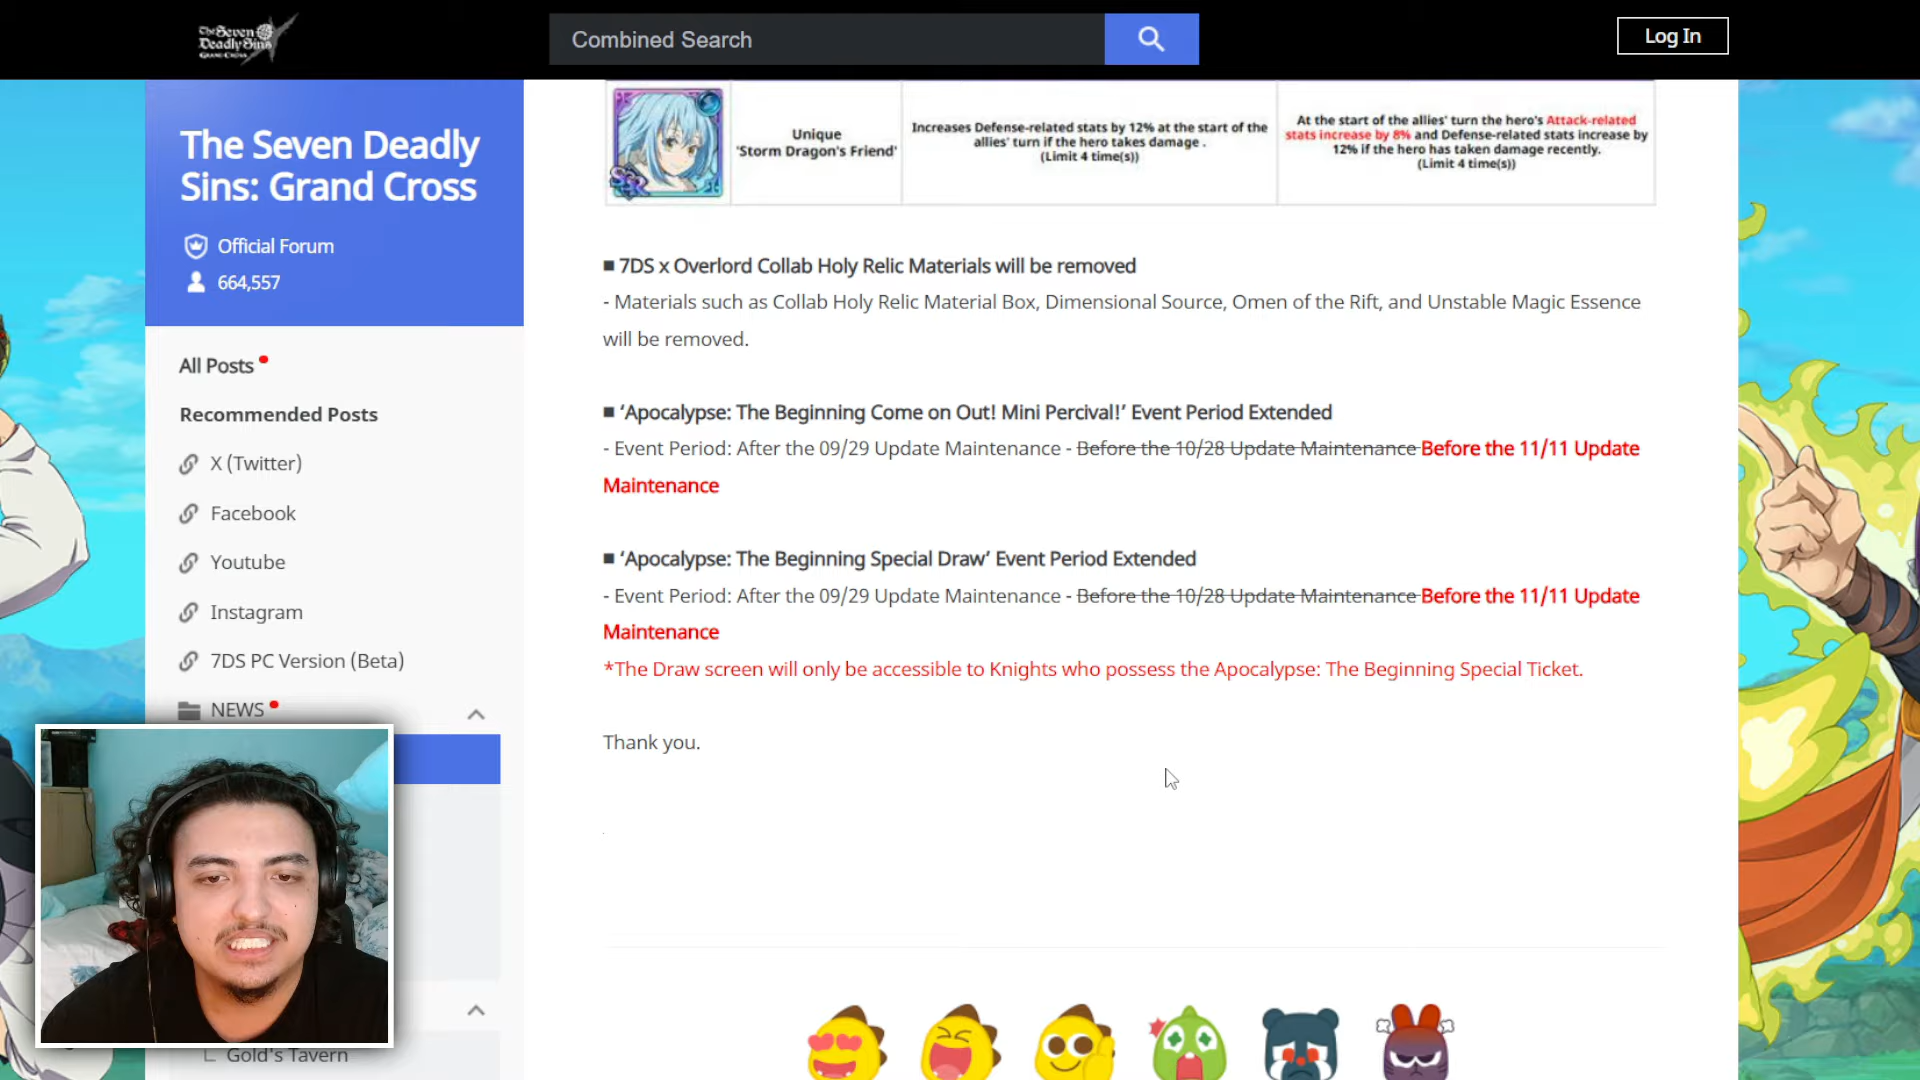 The Seven
Deadly Sins
GRAND CROSS
Combined Search
Log In
The Seven Deadly
Sins: Grand Cross
Official Forum
664,557
All Posts
Recommended Posts
X (Twitter)
Facebook
Youtube
Instagram
7DS PC Version (Beta)
NEWS
Gold's Tavern
SSR
Unique
'Storm Dragon's Friend'
Increases Defense-related stats by 12% at the start of the
allies' turn if the hero takes damage .
(Limit 4 time(s))
At the start of the allies' turn the hero's Attack-related
stats increase by 8% and Defense-related stats increase by
12% if the hero has taken damage recently.
(Limit 4 time(s))
■ 7DS x Overlord Collab Holy Relic Materials will be removed
- Materials such as Collab Holy Relic Material Box, Dimensional Source, Omen of the Rift, and Unstable Magic Essence
will be removed.
■ ‘Apocalypse: The Beginning Come on Out! Mini Percival!’ Event Period Extended
- Event Period: After the 09/29 Update Maintenance - Before the 10/28 Update Maintenance Before the 11/11 Update
Maintenance
■ ‘Apocalypse: The Beginning Special Draw’ Event Period Extended
- Event Period: After the 09/29 Update Maintenance - Before the 10/28 Update Maintenance Before the 11/11 Update
Maintenance
*The Draw screen will only be accessible to Knights who possess the Apocalypse: The Beginning Special Ticket.
Thank you.